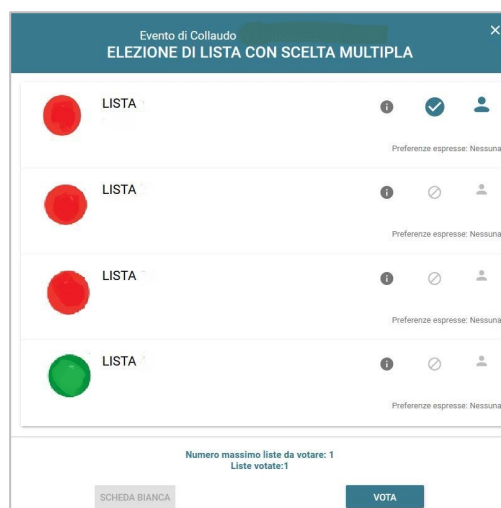 Evento di Collaudo
ELEZIONE DI LISTA CON SCELTA MULTIPLA
LISTA
Preferenze espresse: Nessuna
LISTA
Preferenze espresse: Nessuna
LISTA
Preferenze espresse: Nessuna
LISTA
Preferenze espresse: Nessuna
Numero massimo liste da votare: 1
Liste votate:1
SCHEDA BIANCA VOTA